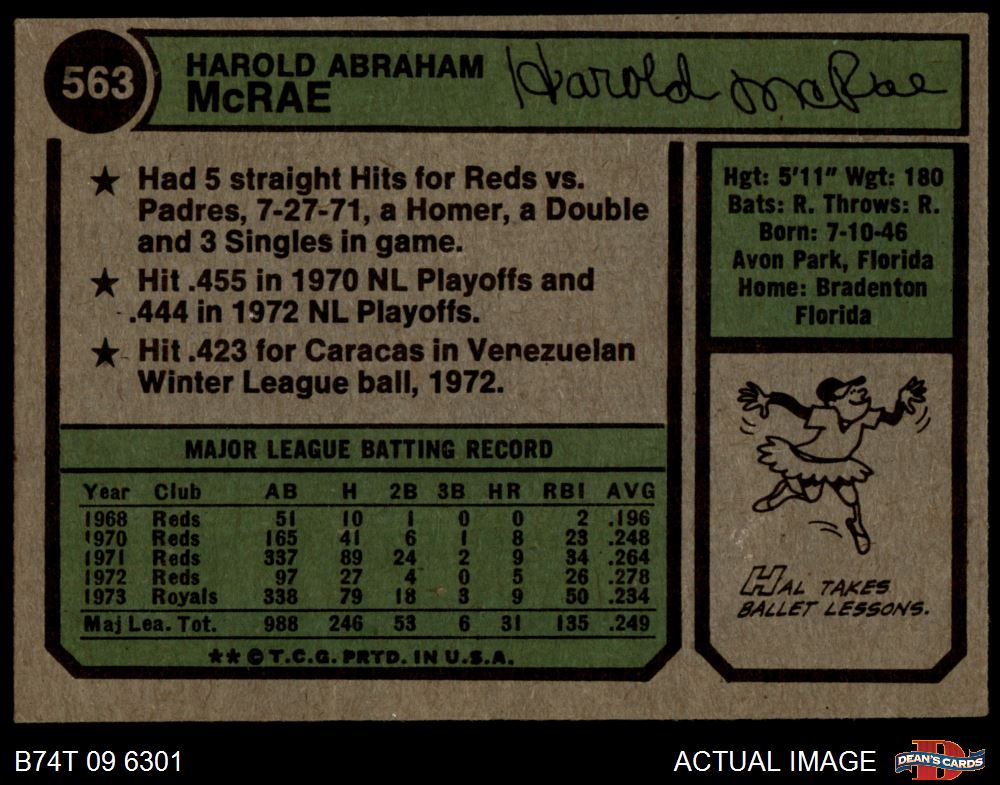 563
HAROLD ABRAHAM
McRAE
Harold McRae
★ Had 5 straight Hits for Reds vs.
Padres, 7-27-71, a Homer, a Double
and 3 Singles in game.
★ Hit .455 in 1970 NL Playoffs and
.444 in 1972 NL Playoffs.
★ Hit .423 for Caracas in Venezuelan
Winter League ball, 1972.
MAJOR LEAGUE BATTING RECORD
Year Club AB H 2B 3B HR RBI AVG
1968 Reds 51 10 1 0 0 2 .196
1970 Reds 165 41 6 1 8 23 .248
1971 Reds 337 89 24 2 9 34 .264
1972 Reds 97 27 4 0 5 26 .278
1973 Royals 338 79 18 3 9 50 .234
Maj Lea. Tot. 988 246 53 6 31 135 .249
★★ © T.C.G. PRTD. IN U.S.A.
Hgt: 5'11" Wgt: 180
Bats: R. Throws: R.
Born: 7-10-46
Avon Park, Florida
Home: Bradenton
Florida
HAL TAKES
BALLET LESSONS.
B74T 09 6301
ACTUAL IMAGE
DEAN'S CARDS